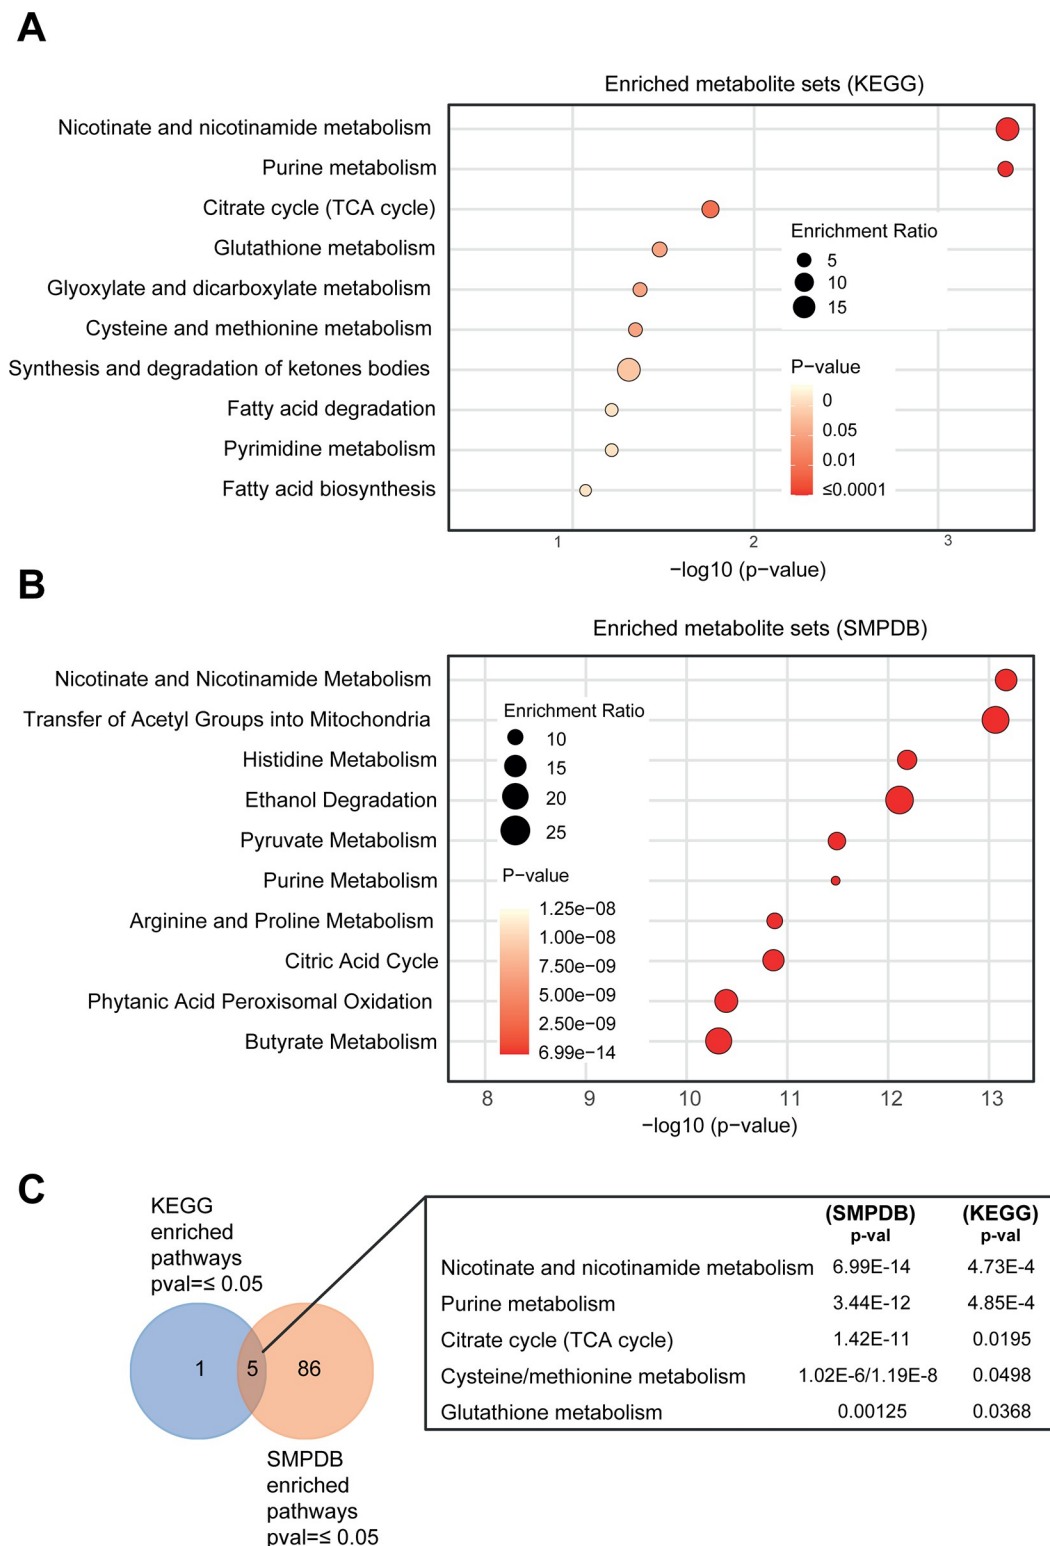 A
Enriched metabolite sets (KEGG)
Nicotinate and nicotinamide metabolism
Purine metabolism
Citrate cycle (TCA cycle)
Glutathione metabolism
Glyoxylate and dicarboxylate metabolism
Cysteine and methionine metabolism
Synthesis and degradation of ketones bodies
Fatty acid degradation
Pyrimidine metabolism
Fatty acid biosynthesis
Enrichment Ratio
5
10
15
P−value
0
0.05
0.01
≤0.0001
1 2 3
−log10 (p−value)
B
Enriched metabolite sets (SMPDB)
Nicotinate and Nicotinamide Metabolism
Transfer of Acetyl Groups into Mitochondria
Histidine Metabolism
Ethanol Degradation
Pyruvate Metabolism
Purine Metabolism
Arginine and Proline Metabolism
Citric Acid Cycle
Phytanic Acid Peroxisomal Oxidation
Butyrate Metabolism
Enrichment Ratio
10
15
20
25
P−value
1.25e−08
1.00e−08
7.50e−09
5.00e−09
2.50e−09
6.99e−14
8 9 10 11 12 13
−log10 (p−value)
C
KEGG
enriched
pathways
pval=≤ 0.05
1 5 86
SMPDB
enriched
pathways
pval=≤ 0.05
(SMPDB) (KEGG)
p-val p-val
Nicotinate and nicotinamide metabolism 6.99E-14 4.73E-4
Purine metabolism 3.44E-12 4.85E-4
Citrate cycle (TCA cycle) 1.42E-11 0.0195
Cysteine/methionine metabolism 1.02E-6/1.19E-8 0.0498
Glutathione metabolism 0.00125 0.0368